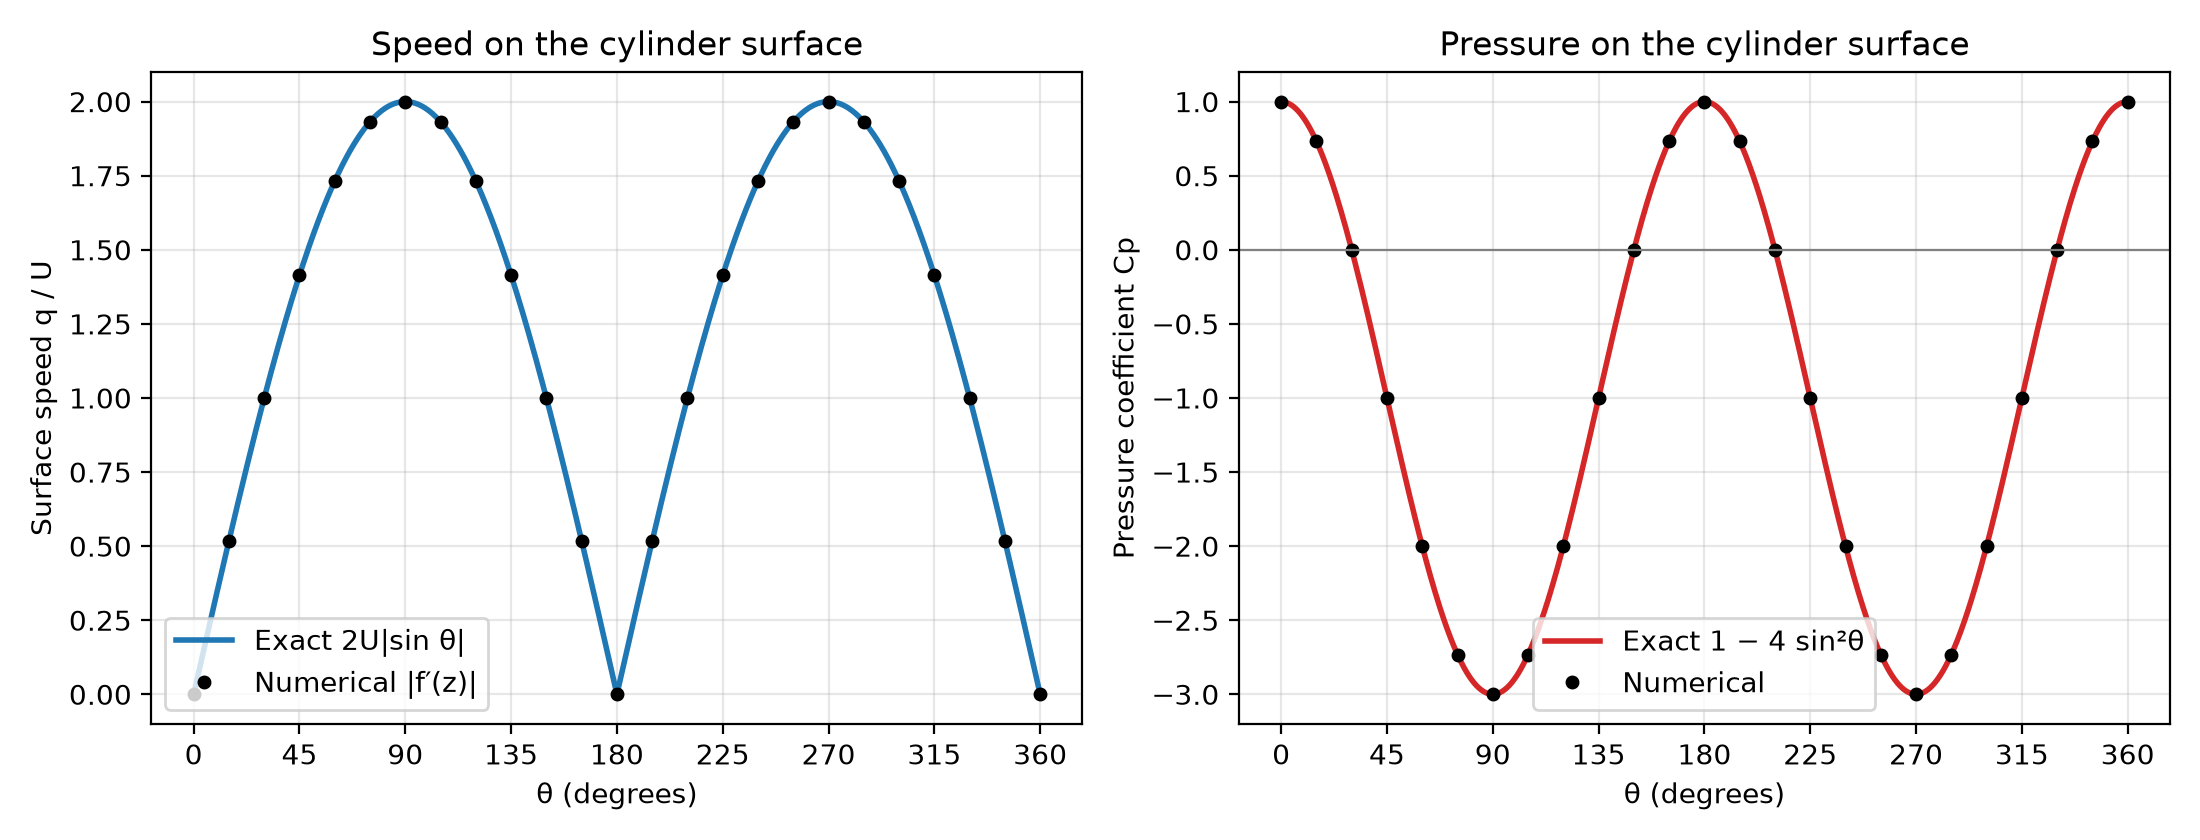 Speed on the cylinder surface
Surface speed q / U
2.00
1.75
1.50
1.25
1.00
0.75
0.50
0.25
0.00
Exact 2U|sin θ|
Numerical |f′(z)|
0 45 90 135 180 225 270 315 360
θ (degrees)
Pressure on the cylinder surface
Pressure coefficient Cp
1.0
0.5
0.0
−0.5
−1.0
−1.5
−2.0
−2.5
−3.0
Exact 1 − 4 sin²θ
Numerical
0 45 90 135 180 225 270 315 360
θ (degrees)